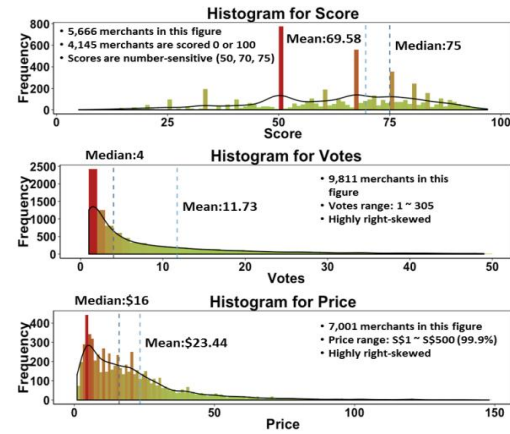 Histogram for Score
• 5,666 merchants in this figure
• 4,145 merchants are scored 0 or 100
• Scores are number-sensitive (50, 70, 75)
Mean:69.58
Median:75
Frequency
800
600
400
200
0
0
25
50
75
100
Score
Histogram for Votes
Median:4
Mean:11.73
• 9,811 merchants in this
figure
• Votes range: 1 ~ 305
• Highly right-skewed
Frequency
2500
2000
1500
1000
500
0
0
10
20
30
40
50
Votes
Histogram for Price
Median:$16
Mean:$23.44
• 7,001 merchants in this figure
• Price range: S$1 ~ S$500 (99.9%)
• Highly right-skewed
Frequency
400
300
200
100
0
0
50
100
150
Price